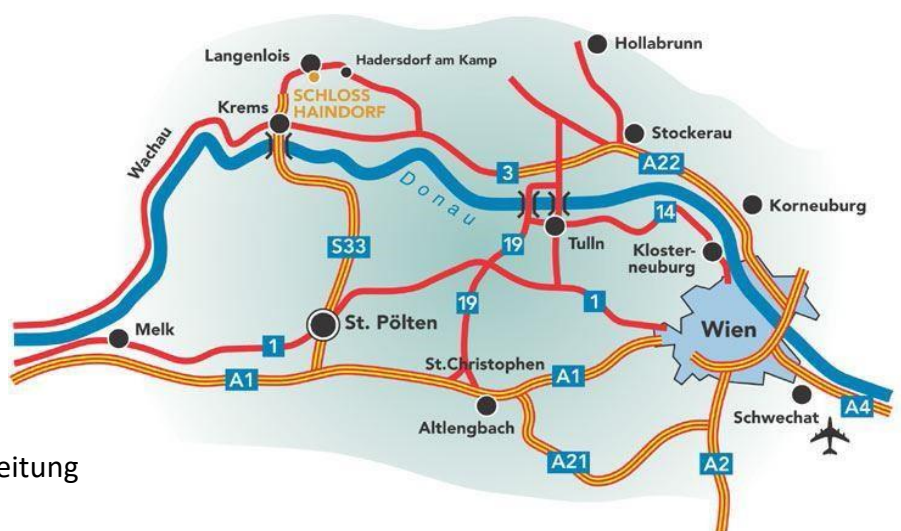 Hollabrunn
Langenlois
Hadersdorf am Kamp
SCHLOSS
HAINDORF
Krems
Stockerau
A22
Wachau
3
Donau
14
Korneuburg
S33
19
Tulln
Kloster-
neuburg
19
1
Melk
St. Pölten
Wien
1
St.Christophen
A1
A1
Altlengbach
Schwechat
A4
A21
A2
eitung